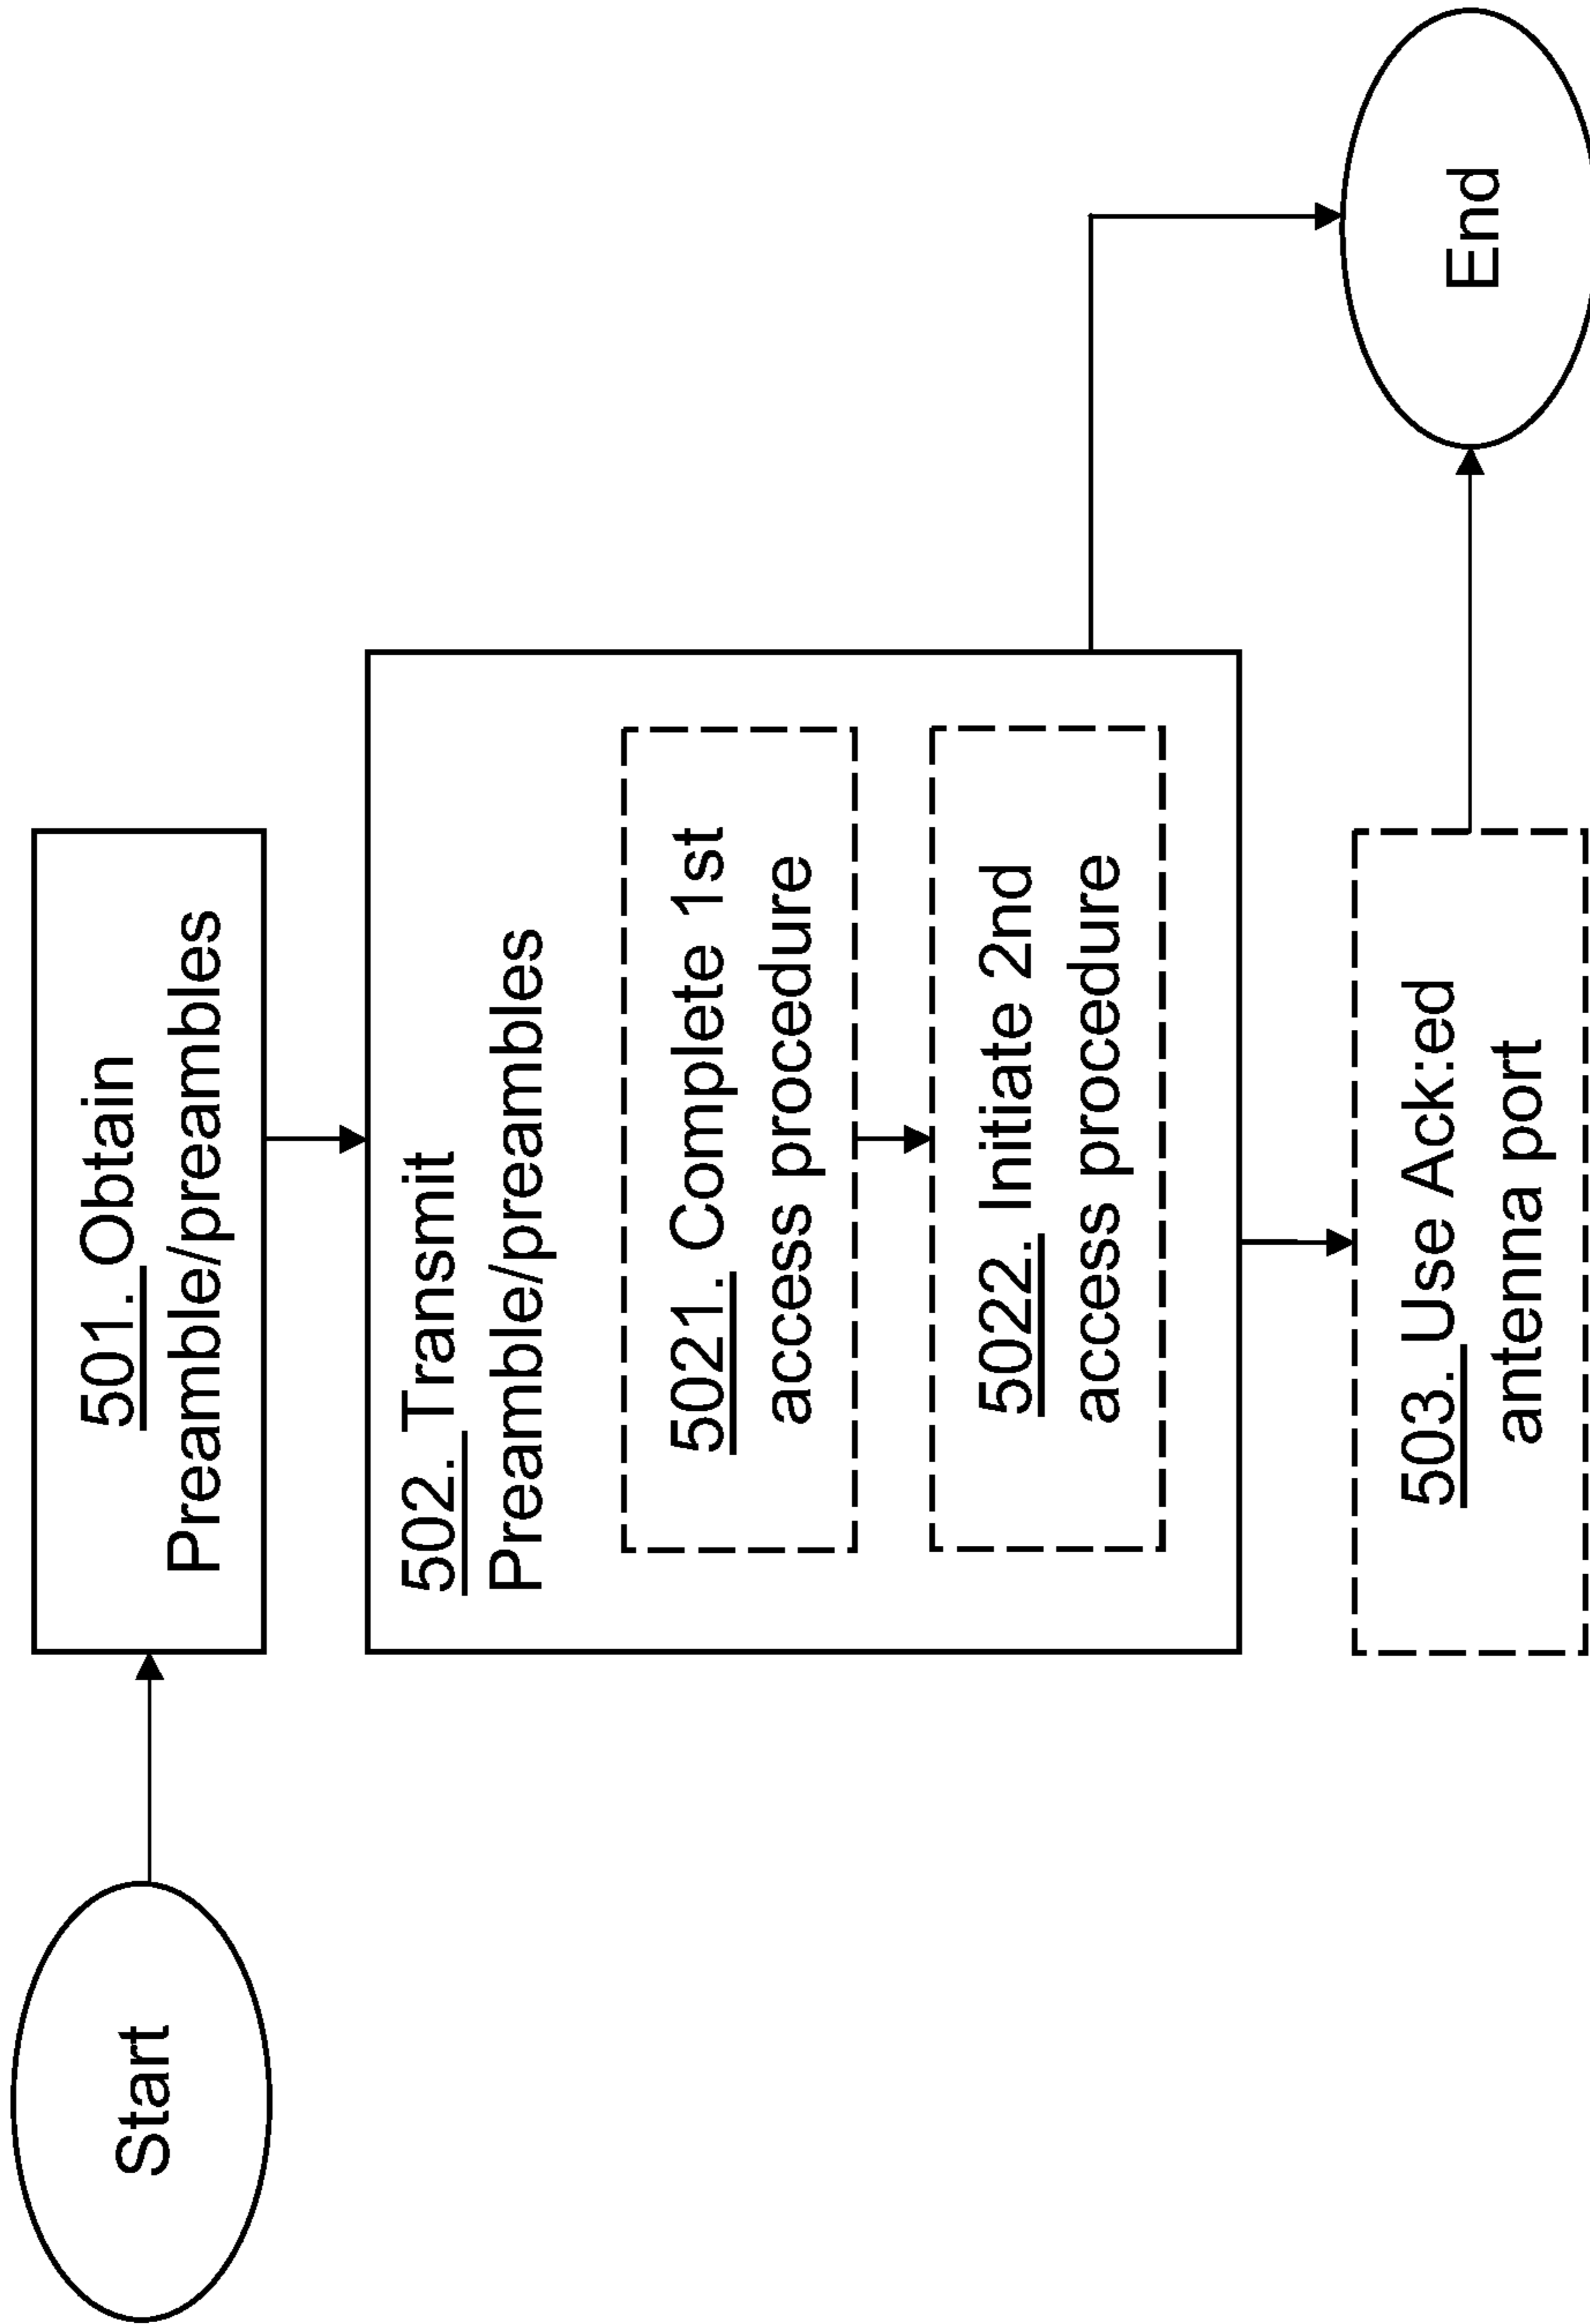 Start
501. Obtain
Preamble/preambles
502. Transmit
Preamble/preambles
5021. Complete 1st
access procedure
5022. Initiate 2nd
access procedure
503. Use Ack:ed
antenna port
End